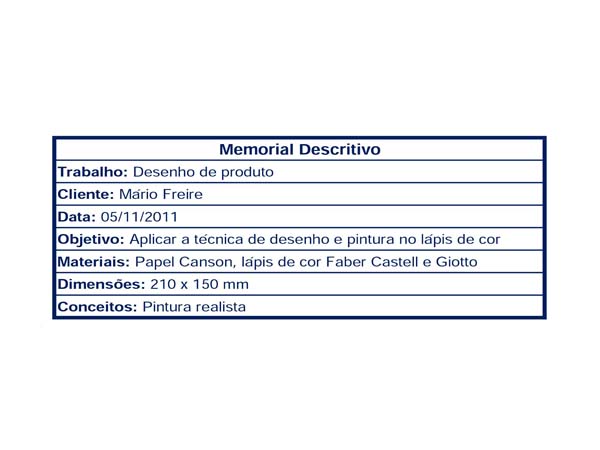 Memorial Descritivo
Trabalho: Desenho de produto
Cliente: Mário Freire
Data: 05/11/2011
Objetivo: Aplicar a técnica de desenho e pintura no lápis de cor
Materiais: Papel Canson, lápis de cor Faber Castell e Giotto
Dimensões: 210 x 150 mm
Conceitos: Pintura realista